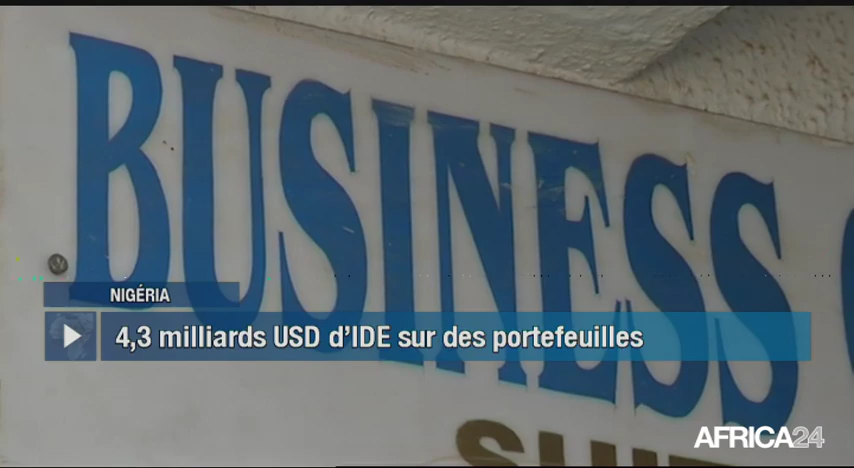 BUSINESS
NIGÉRIA
4,3 milliards USD d'IDE sur des portefeuilles
AFRICA24